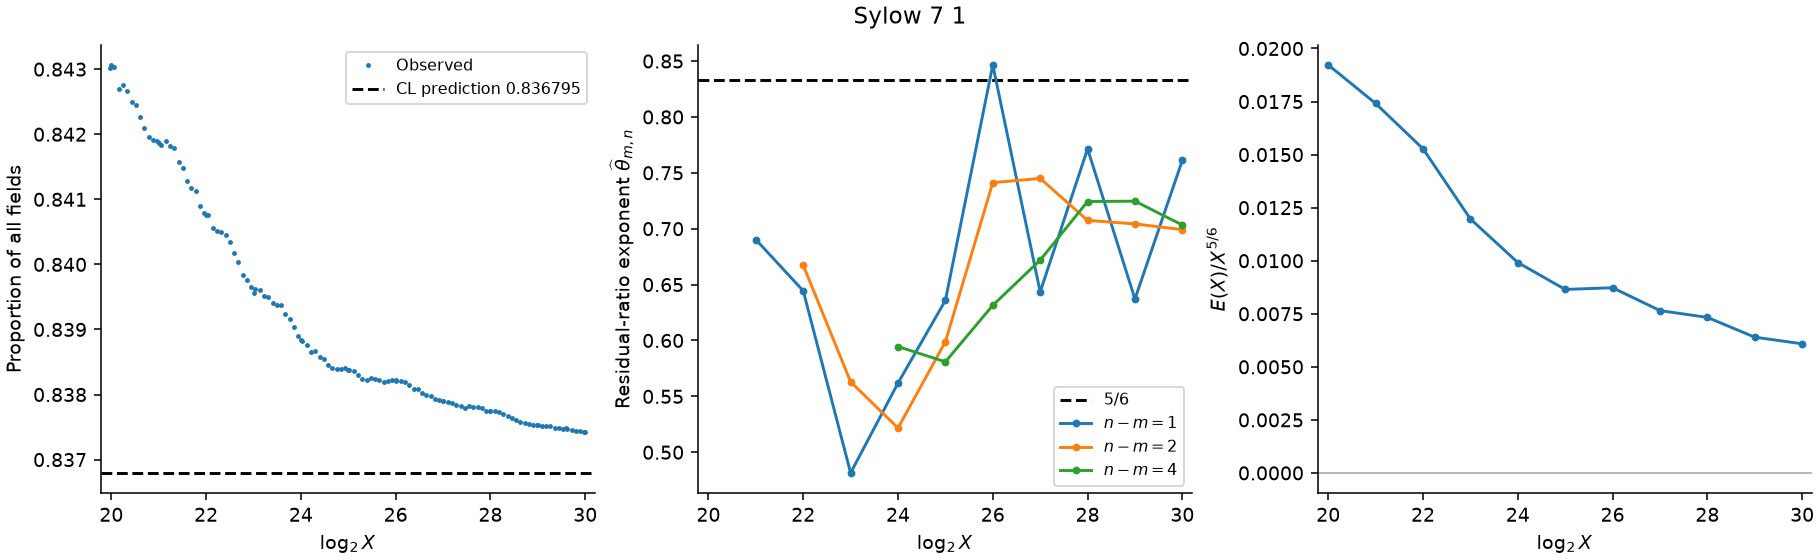 Sylow 7 1
Proportion of all fields
0.843
0.842
0.841
0.840
0.839
0.838
0.837
Observed
CL prediction 0.836795
20 22 24 26 28 30
log₂ X
Residual-ratio exponent θ̂ₘ,ₙ
0.85
0.80
0.75
0.70
0.65
0.60
0.55
0.50
5/6
n − m = 1
n − m = 2
n − m = 4
20 22 24 26 28 30
log₂ X
E(X)/X⁵ᐟ⁶
0.0200
0.0175
0.0150
0.0125
0.0100
0.0075
0.0050
0.0025
0.0000
20 22 24 26 28 30
log₂ X